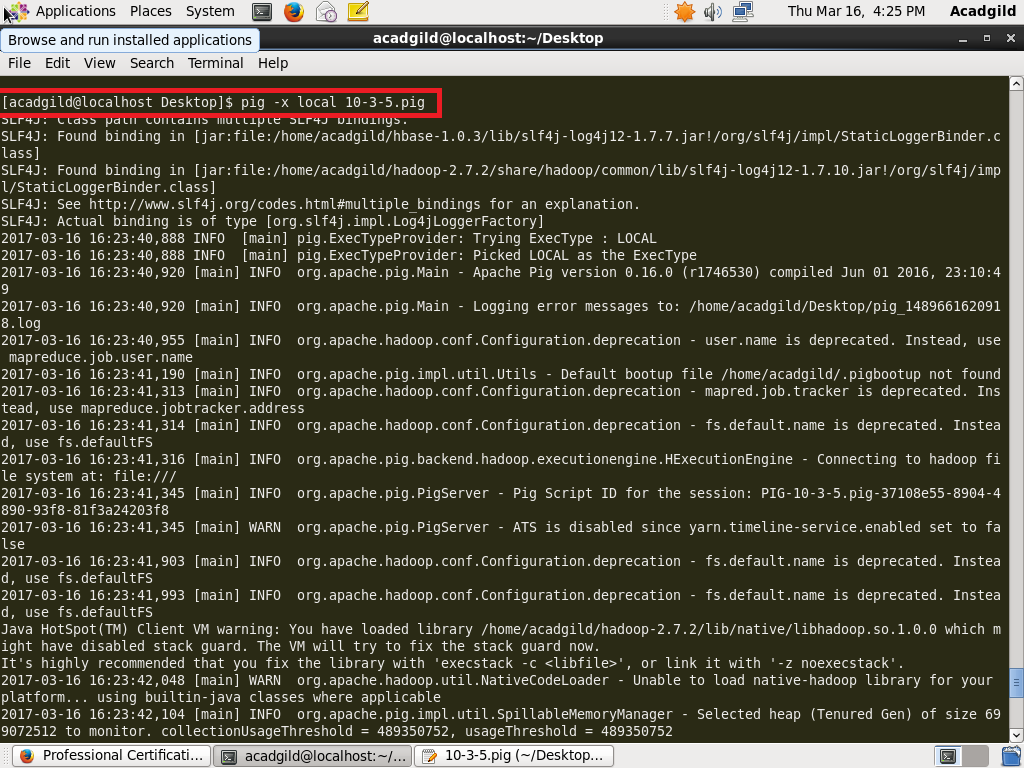 Applications Places System Thu Mar 16, 4:25 PM Acadgild
Browse and run installed applications
acadgild@localhost:~/Desktop
File Edit View Search Terminal Help
[acadgild@localhost Desktop]$ pig -x local 10-3-5.pig
SLF4J: Class path contains multiple SLF4J bindings.
SLF4J: Found binding in [jar:file:/home/acadgild/hbase-1.0.3/lib/slf4j-log4j12-1.7.7.jar!/org/slf4j/impl/StaticLoggerBinder.c
lass]
SLF4J: Found binding in [jar:file:/home/acadgild/hadoop-2.7.2/share/hadoop/common/lib/slf4j-log4j12-1.7.10.jar!/org/slf4j/imp
l/StaticLoggerBinder.class]
SLF4J: See http://www.slf4j.org/codes.html#multiple_bindings for an explanation.
SLF4J: Actual binding is of type [org.slf4j.impl.Log4jLoggerFactory]
2017-03-16 16:23:40,888 INFO  [main] pig.ExecTypeProvider: Trying ExecType : LOCAL
2017-03-16 16:23:40,888 INFO  [main] pig.ExecTypeProvider: Picked LOCAL as the ExecType
2017-03-16 16:23:40,920 [main] INFO  org.apache.pig.Main - Apache Pig version 0.16.0 (r1746530) compiled Jun 01 2016, 23:10:4
9
2017-03-16 16:23:40,920 [main] INFO  org.apache.pig.Main - Logging error messages to: /home/acadgild/Desktop/pig_148966162091
8.log
2017-03-16 16:23:40,955 [main] INFO  org.apache.hadoop.conf.Configuration.deprecation - user.name is deprecated. Instead, use
 mapreduce.job.user.name
2017-03-16 16:23:41,190 [main] INFO  org.apache.pig.impl.util.Utils - Default bootup file /home/acadgild/.pigbootup not found
2017-03-16 16:23:41,313 [main] INFO  org.apache.hadoop.conf.Configuration.deprecation - mapred.job.tracker is deprecated. Ins
tead, use mapreduce.jobtracker.address
2017-03-16 16:23:41,314 [main] INFO  org.apache.hadoop.conf.Configuration.deprecation - fs.default.name is deprecated. Instea
d, use fs.defaultFS
2017-03-16 16:23:41,316 [main] INFO  org.apache.pig.backend.hadoop.executionengine.HExecutionEngine - Connecting to hadoop fi
le system at: file:///
2017-03-16 16:23:41,345 [main] INFO  org.apache.pig.PigServer - Pig Script ID for the session: PIG-10-3-5.pig-37108e55-8904-4
890-93f8-81f3a24203f8
2017-03-16 16:23:41,345 [main] WARN  org.apache.pig.PigServer - ATS is disabled since yarn.timeline-service.enabled set to fa
lse
2017-03-16 16:23:41,903 [main] INFO  org.apache.hadoop.conf.Configuration.deprecation - fs.default.name is deprecated. Instea
d, use fs.defaultFS
2017-03-16 16:23:41,993 [main] INFO  org.apache.hadoop.conf.Configuration.deprecation - fs.default.name is deprecated. Instea
d, use fs.defaultFS
Java HotSpot(TM) Client VM warning: You have loaded library /home/acadgild/hadoop-2.7.2/lib/native/libhadoop.so.1.0.0 which m
ight have disabled stack guard. The VM will try to fix the stack guard now.
It's highly recommended that you fix the library with 'execstack -c <libfile>', or link it with '-z noexecstack'.
2017-03-16 16:23:42,048 [main] WARN  org.apache.hadoop.util.NativeCodeLoader - Unable to load native-hadoop library for your
platform... using builtin-java classes where applicable
2017-03-16 16:23:42,104 [main] INFO  org.apache.pig.impl.util.SpillableMemoryManager - Selected heap (Tenured Gen) of size 69
9072512 to monitor. collectionUsageThreshold = 489350752, usageThreshold = 489350752
Professional Certificati... acadgild@localhost:~/... 10-3-5.pig (~/Desktop...